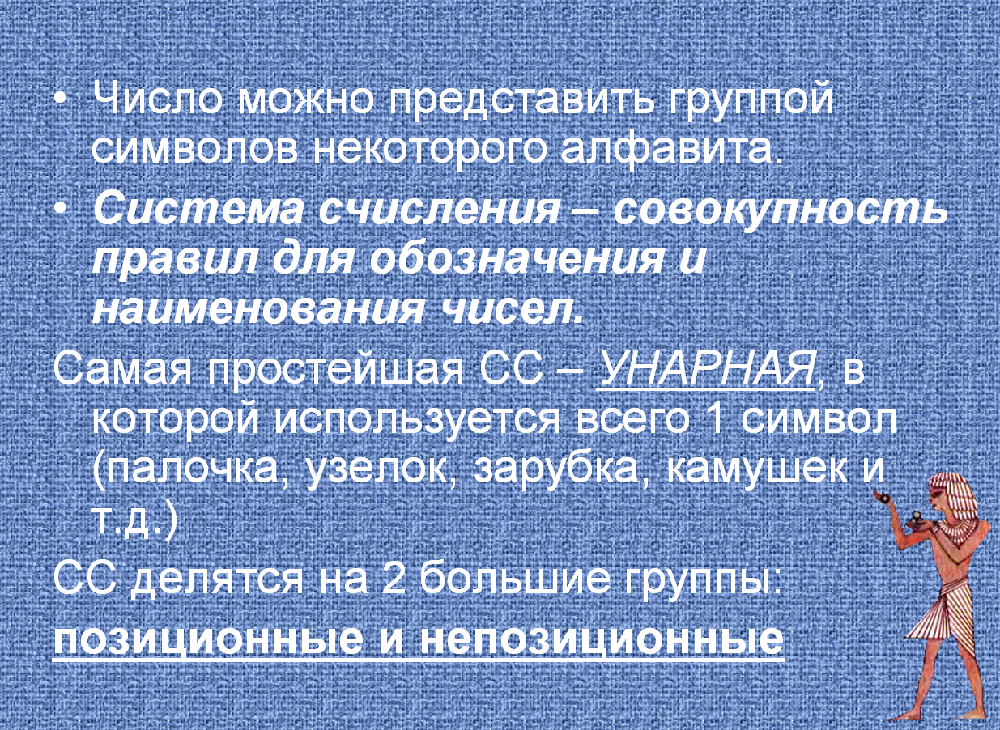 • Число можно представить группой
символов некоторого алфавита.
• Система счисления – совокупность
правил для обозначения и
наименования чисел.
Самая простейшая СС – УНАРНАЯ, в
которой используется всего 1 символ
(палочка, узелок, зарубка, камушек и
т.д.)
СС делятся на 2 большие группы:
позиционные и непозиционные